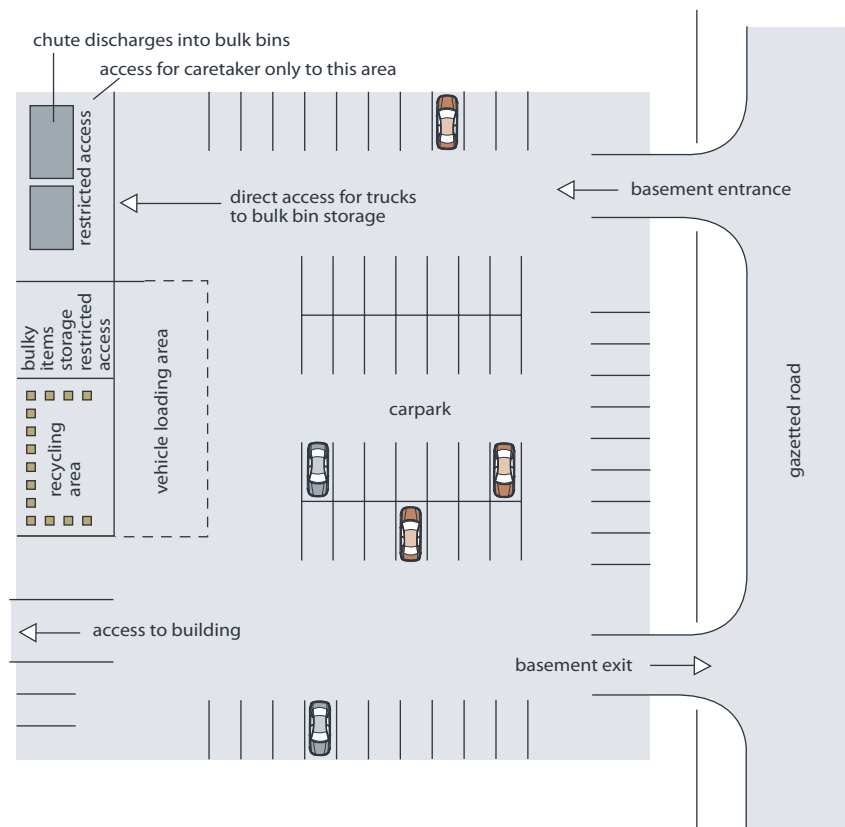 chute discharges into bulk bins
access for caretaker only to this area
restricted access
direct access for trucks
to bulk bin storage
basement entrance
bulky
items
storage
restricted
access
vehicle loading area
carpark
gazetted road
recycling
area
access to building
basement exit